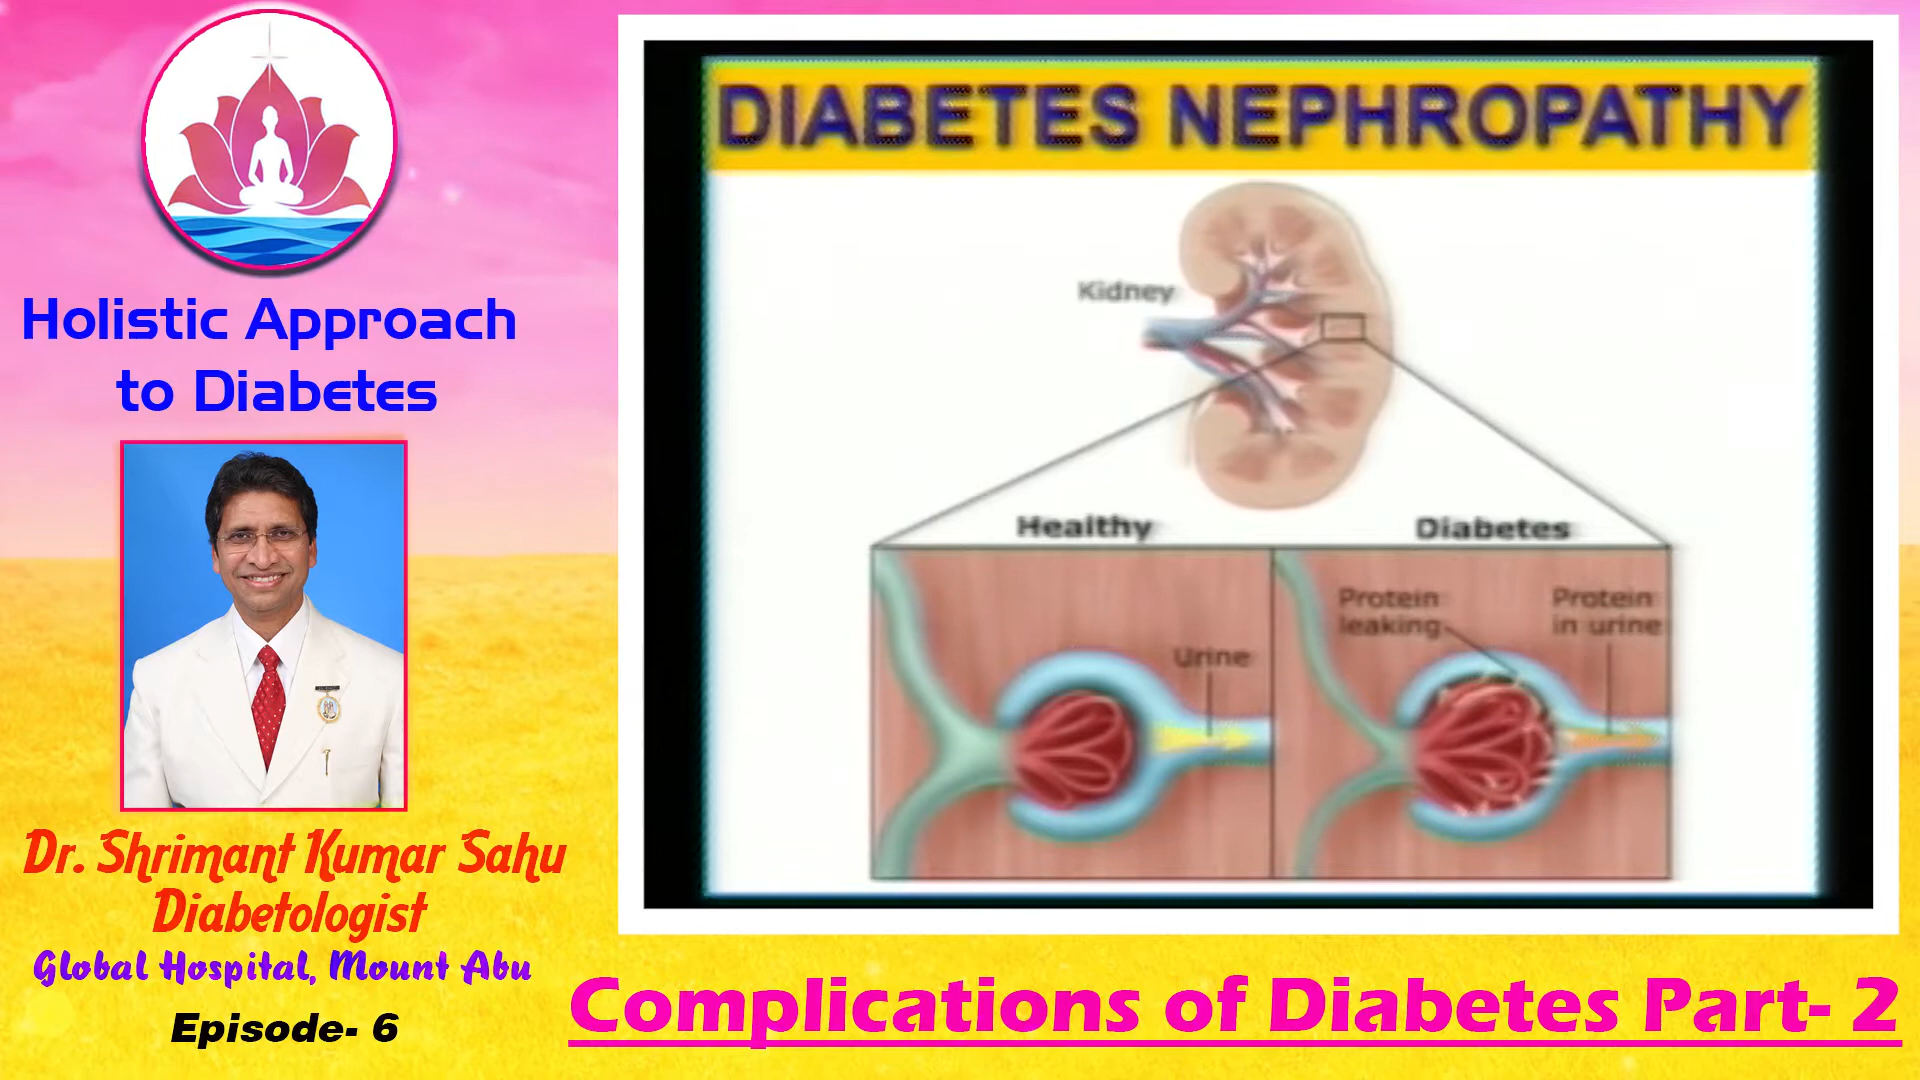 Holistic Approach
to Diabetes
Dr. Shrimant Kumar Sahu
Diabetologist
Global Hospital, Mount Abu
Episode- 6
DIABETES NEPHROPATHY
Kidney
Healthy
Diabetes
Urine
Protein
leaking
Protein
in urine
Complications of Diabetes Part- 2